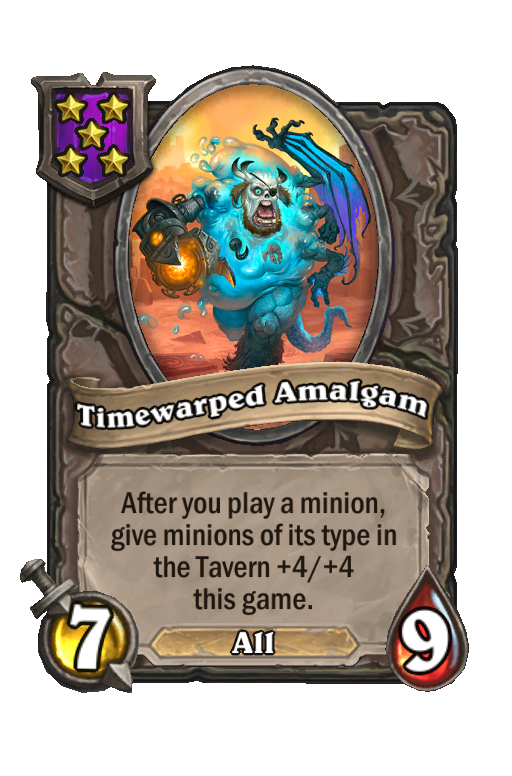 Timewarped Amalgam
After you play a minion,
give minions of its type in
the Tavern +4/+4
this game.
7
All
9